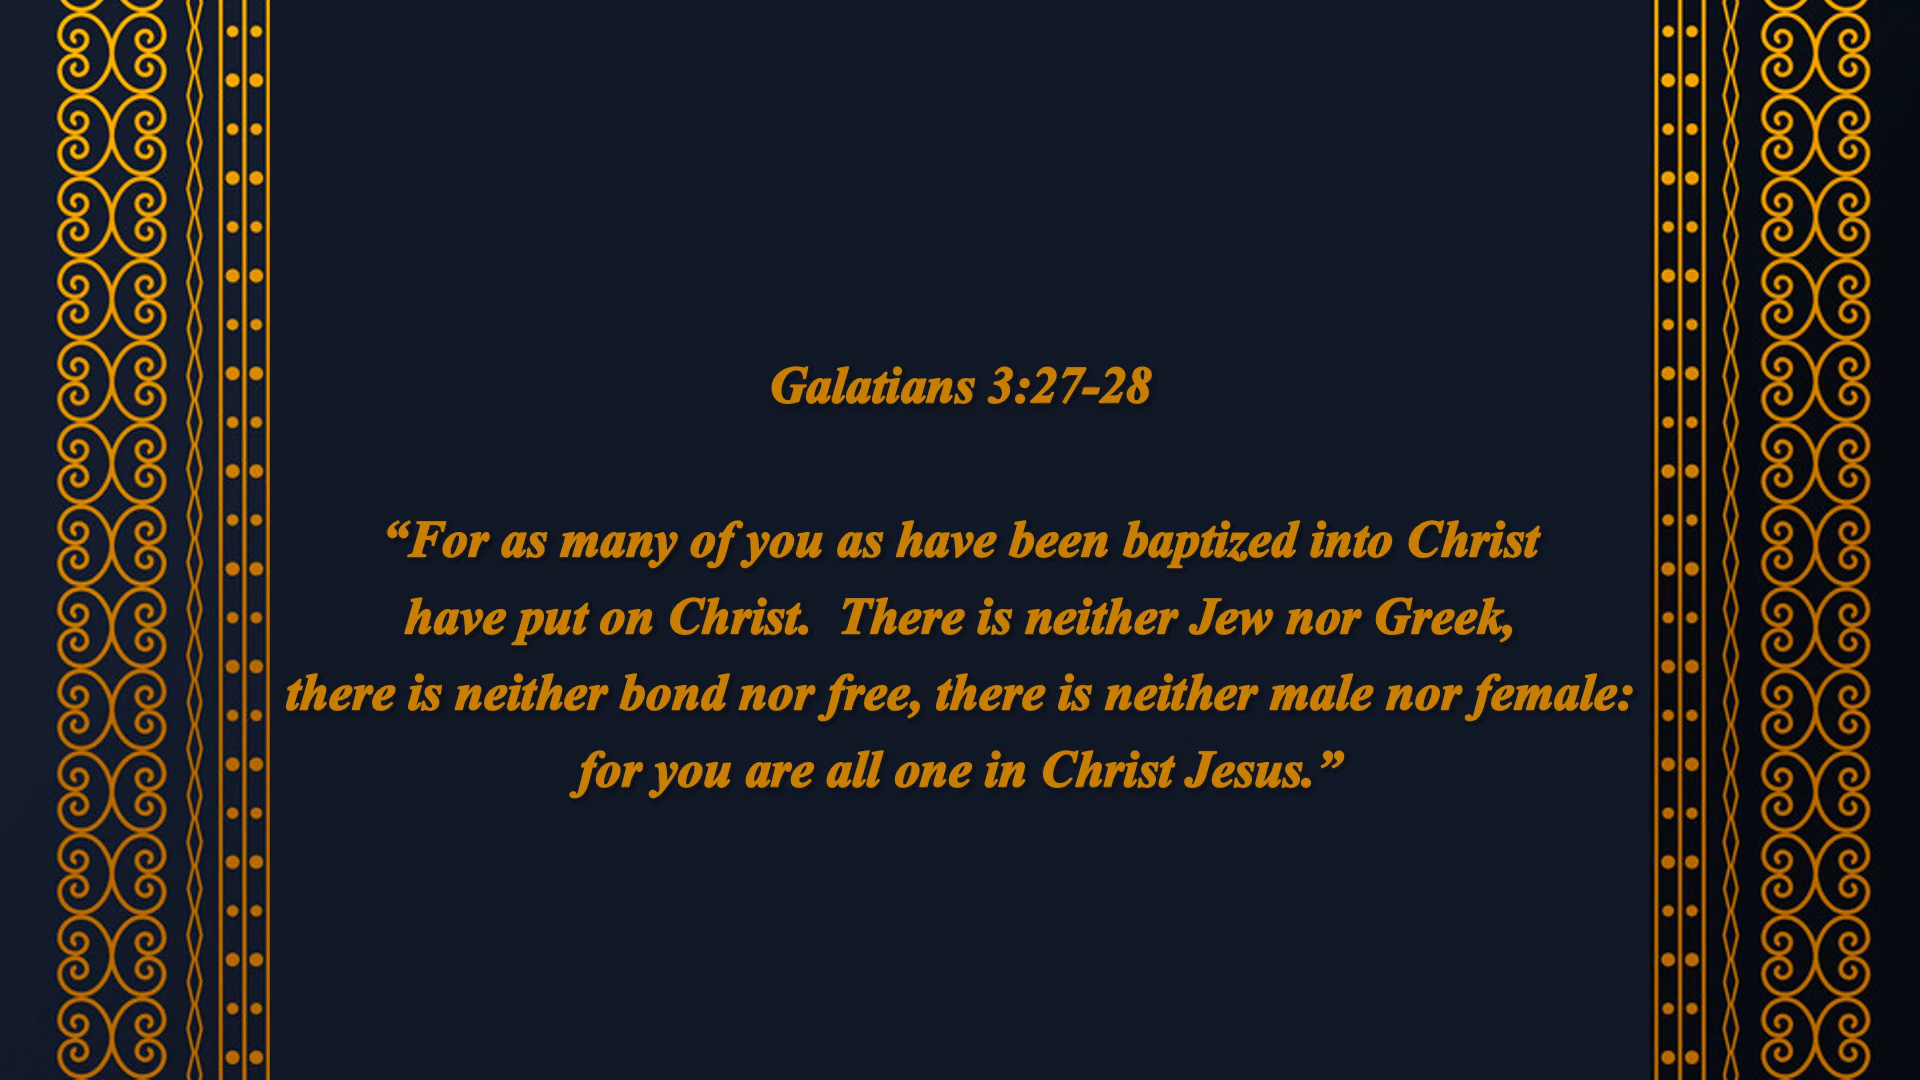 Galatians 3:27-28
“For as many of you as have been baptized into Christ
have put on Christ.  There is neither Jew nor Greek,
there is neither bond nor free, there is neither male nor female:
for you are all one in Christ Jesus.”